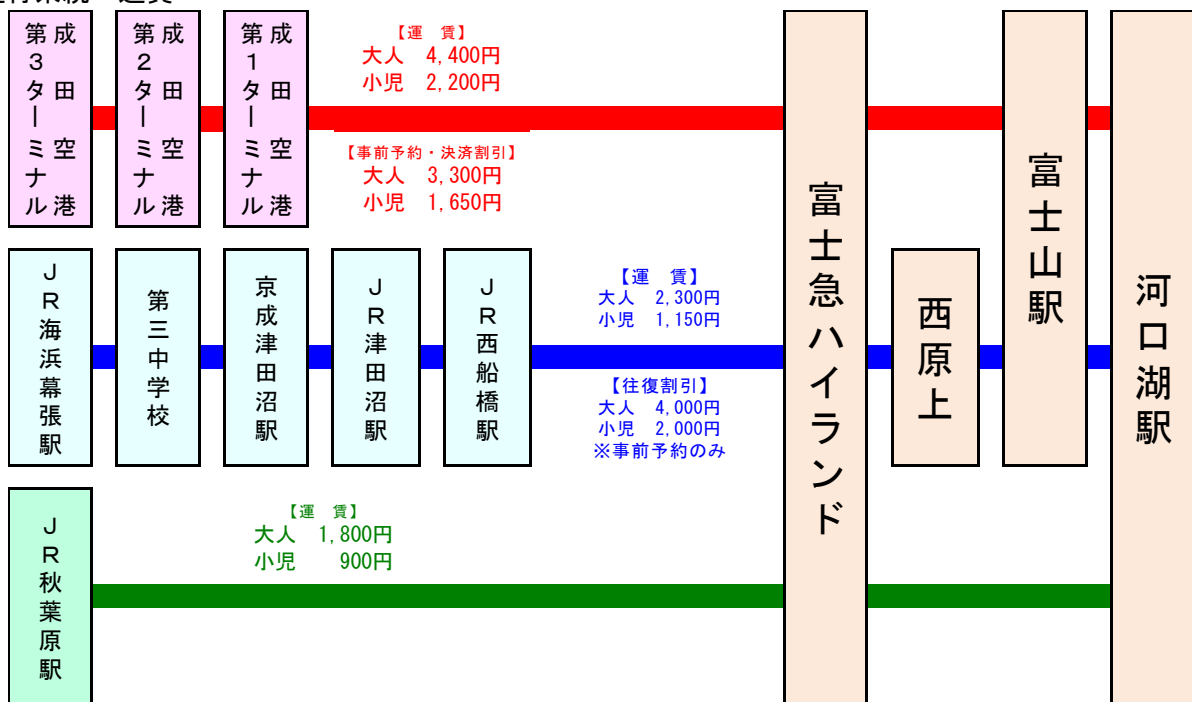 成田空港
第3ターミナル
成田空港
第2ターミナル
成田空港
第1ターミナル
【運　賃】
大人　4,400円
小児　2,200円
【事前予約・決済割引】
大人　3,300円
小児　1,650円
JR海浜幕張駅
第三中学校
京成津田沼駅
JR津田沼駅
JR西船橋駅
【運　賃】
大人　2,300円
小児　1,150円
【往復割引】
大人　4,000円
小児　2,000円
※事前予約のみ
JR秋葉原駅
【運　賃】
大人　1,800円
小児　　900円
富士急ハイランド
西原上
富士山駅
河口湖駅